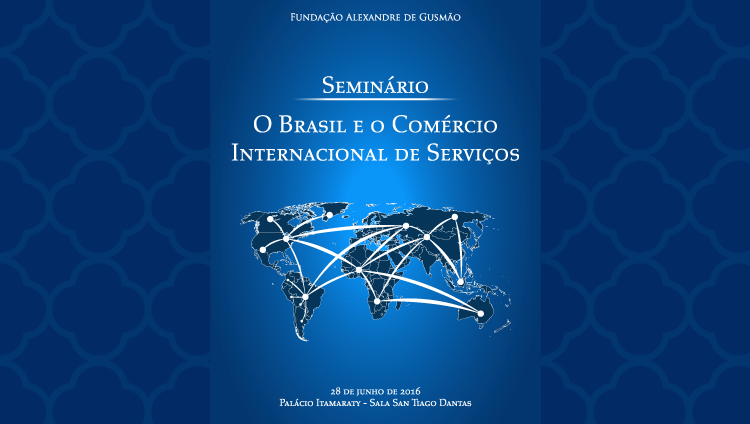 Fundação Alexandre de Gusmão
Seminário
O Brasil e o Comércio
Internacional de Serviços
28 de junho de 2016
Palácio Itamaraty - Sala San Tiago Dantas